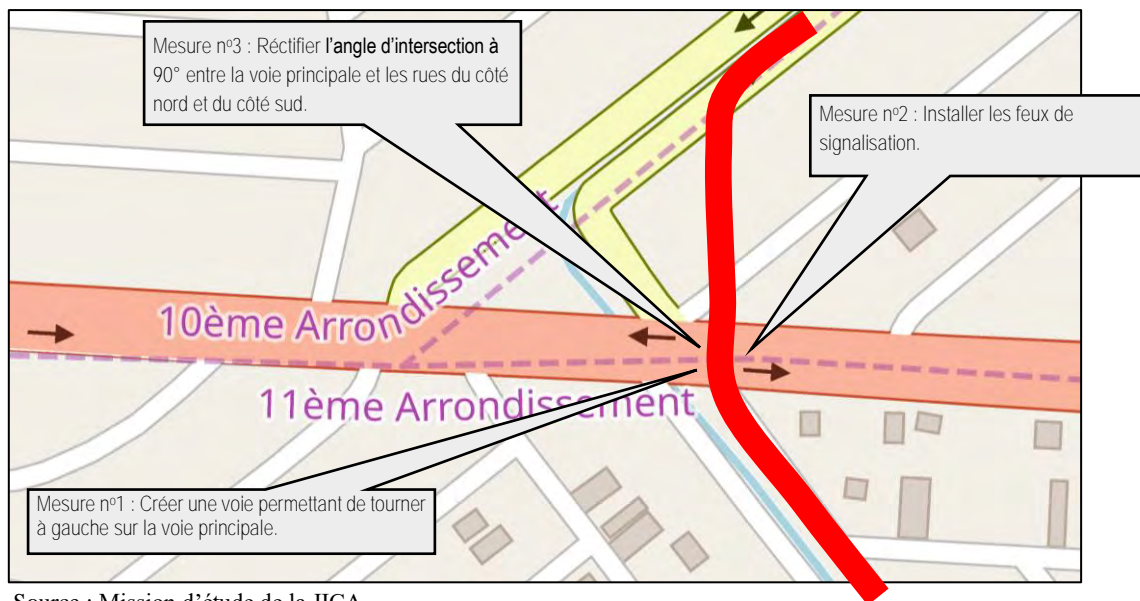 Mesure nº3 : Réctifier l'angle d'intersection à
90° entre la voie principale et les rues du côté
nord et du côté sud.
Mesure nº2 : Installer les feux de
signalisation.
10ème Arrondissement
11ème Arrondissement
Mesure nº1 : Créer une voie permettant de tourner
à gauche sur la voie principale.
Source : Mission d'étude de la JICA